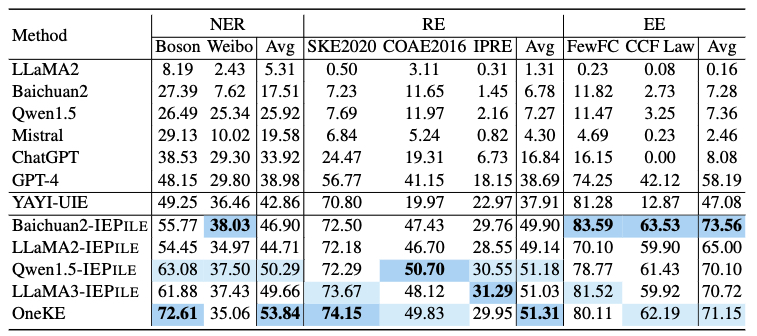 Method NER RE EE
Boson Weibo Avg SKE2020 COAE2016 IPRE Avg FewFC CCF Law Avg
LLaMA2 8.19 2.43 5.31 0.50 3.11 0.31 1.31 0.23 0.08 0.16
Baichuan2 27.39 7.62 17.51 7.23 11.65 1.45 6.78 11.82 2.73 7.28
Qwen1.5 26.49 25.34 25.92 7.69 11.97 2.16 7.27 11.47 3.25 7.36
Mistral 29.13 10.02 19.58 6.84 5.24 0.82 4.30 4.69 0.23 2.46
ChatGPT 38.53 29.30 33.92 24.47 19.31 6.73 16.84 16.15 0.00 8.08
GPT-4 48.15 29.80 38.98 56.77 41.15 18.15 38.69 74.25 42.12 58.19
YAYI-UIE 49.25 36.46 42.86 70.80 19.97 22.97 37.91 81.28 12.87 47.08
Baichuan2-IEPILE 55.77 38.03 46.90 72.50 47.43 29.76 49.90 83.59 63.53 73.56
LLaMA2-IEPILE 54.45 34.97 44.71 72.18 46.70 28.55 49.14 70.10 59.90 65.00
Qwen1.5-IEPILE 63.08 37.50 50.29 72.29 50.70 30.55 51.18 78.77 61.43 70.10
LLaMA3-IEPILE 61.88 37.43 49.66 73.67 48.12 31.29 51.03 81.52 59.92 70.72
OneKE 72.61 35.06 53.84 74.15 49.83 29.95 51.31 80.11 62.19 71.15